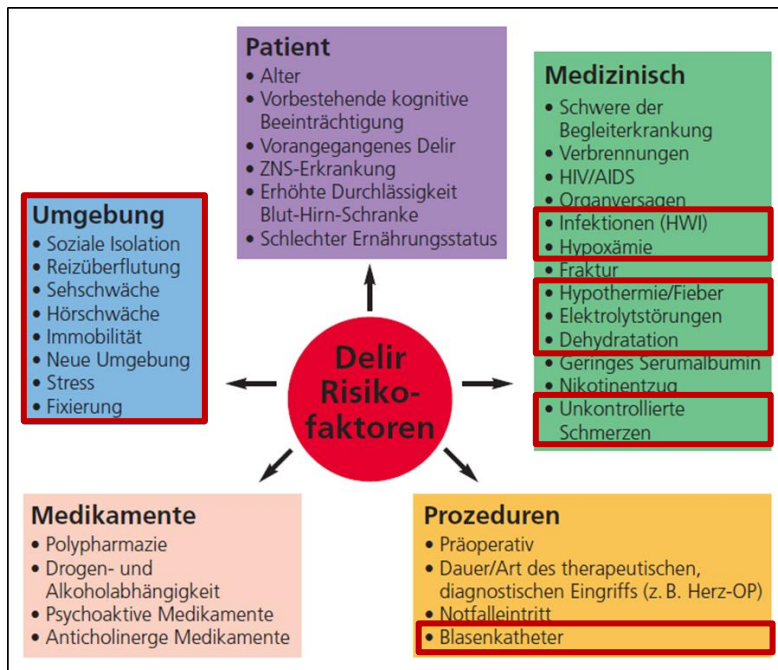 Patient
• Alter
• Vorbestehende kognitive
Beeinträchtigung
• Vorangegangenes Delir
• ZNS-Erkrankung
• Erhöhte Durchlässigkeit
Blut-Hirn-Schranke
• Schlechter Ernährungsstatus
Medizinisch
• Schwere der
Begleiterkrankung
• Verbrennungen
• HIV/AIDS
• Organversagen
• Infektionen (HWI)
• Hypoxämie
• Fraktur
• Hypothermie/Fieber
• Elektrolytstörungen
• Dehydratation
• Geringes Serumalbumin
• Nikotinentzug
• Unkontrollierte
Schmerzen
Umgebung
• Soziale Isolation
• Reizüberflutung
• Sehschwäche
• Hörschwäche
• Immobilität
• Neue Umgebung
• Stress
• Fixierung
Delir
Risiko-
faktoren
Medikamente
• Polypharmazie
• Drogen- und
Alkoholabhängigkeit
• Psychoaktive Medikamente
• Anticholinerge Medikamente
Prozeduren
• Präoperativ
• Dauer/Art des therapeutischen,
diagnostischen Eingriffs (z. B. Herz-OP)
• Notfalleintritt
• Blasenkatheter